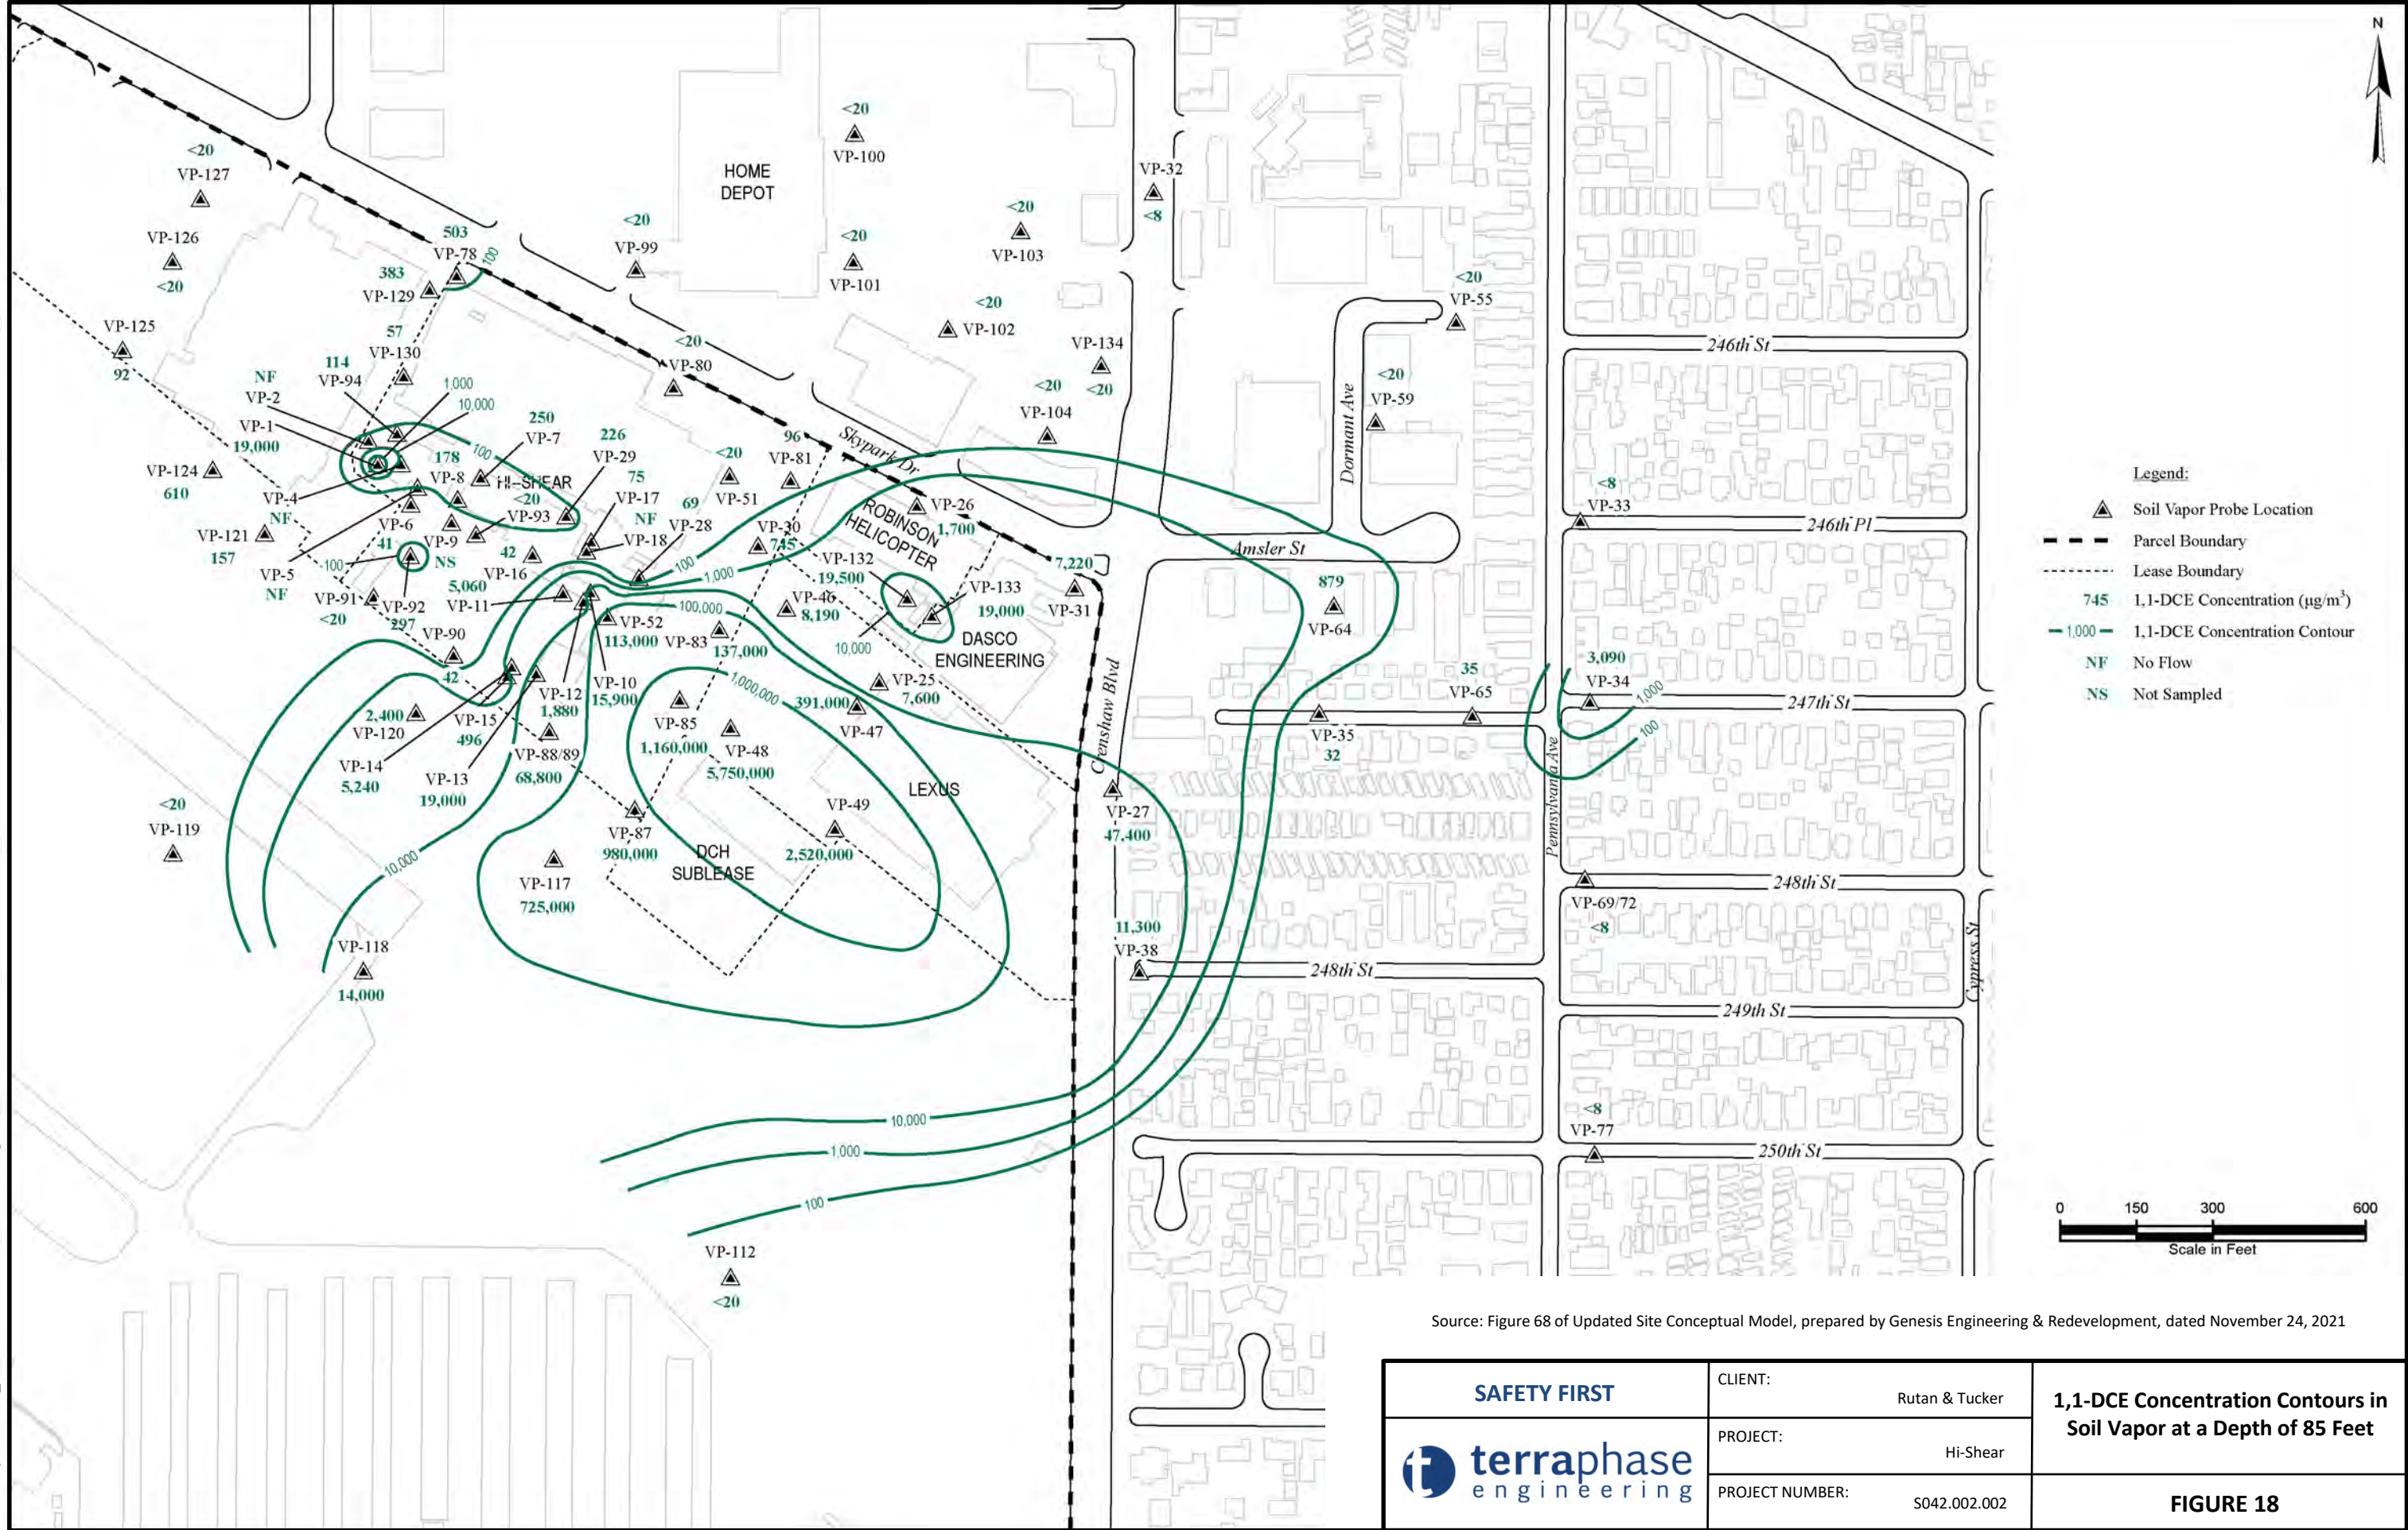 N
<20
VP-100
HOME
DEPOT
<20
VP-127
VP-32
<8
VP-126
<20
503
VP-78
100
383
VP-129
<20
VP-99
<20
VP-101
<20
VP-103
<20
VP-102
<20
VP-55
VP-125
92
57
VP-130
<20
VP-80
VP-134
<20
246th St
114
VP-94
NF
VP-2
1,000
10,000
<20
VP-104
Dormant Ave
<20
VP-59
VP-1
19,000
250
VP-7
100
226
VP-29
96
VP-81
Skypark Dr
VP-124
610
178
VP-8
HI-SHEAR
<20
VP-93
75
VP-17
<20
VP-51
VP-4
NF
VP-6
41
VP-9
NS
NF
VP-18
69
VP-28
VP-30
745
VP-26
1,700
ROBINSON
HELICOPTER
<8
VP-33
246th Pl
VP-121
157
VP-5
NF
100
42
VP-16
100
1,000
VP-132
19,500
7,220
VP-31
Amsler St
879
VP-64
VP-91
<20
VP-92
297
5,060
VP-11
100,000
VP-46
8,190
VP-133
19,000
VP-90
42
VP-52
113,000
VP-83
137,000
10,000
DASCO
ENGINEERING
2,400
VP-120
VP-15
496
VP-12
1,880
VP-10
15,900
1,000,000
391,000
VP-47
VP-25
7,600
Crenshaw Blvd
35
VP-65
3,090
VP-34
1,000
247th St
100
VP-35
32
VP-14
5,240
VP-13
19,000
VP-88/89
68,800
VP-85
1,160,000
VP-48
5,750,000
LEXUS
Pennsylvania Ave
<20
VP-119
VP-87
980,000
VP-49
2,520,000
VP-27
47,400
10,000
VP-117
725,000
DCH
SUBLEASE
248th St
VP-69/72
<8
VP-118
14,000
11,300
VP-38
248th St
Cypress St
249th St
10,000
1,000
100
<8
VP-77
250th St
VP-112
<20
Legend:
Soil Vapor Probe Location
Parcel Boundary
Lease Boundary
745 1,1-DCE Concentration (µg/m³)
1,000 1,1-DCE Concentration Contour
NF No Flow
NS Not Sampled
0 150 300 600
Scale in Feet
Source: Figure 68 of Updated Site Conceptual Model, prepared by Genesis Engineering & Redevelopment, dated November 24, 2021
SAFETY FIRST
terraphase
engineering
CLIENT:
Rutan & Tucker
PROJECT:
Hi-Shear
PROJECT NUMBER:
S042.002.002
1,1-DCE Concentration Contours in
Soil Vapor at a Depth of 85 Feet
FIGURE 18